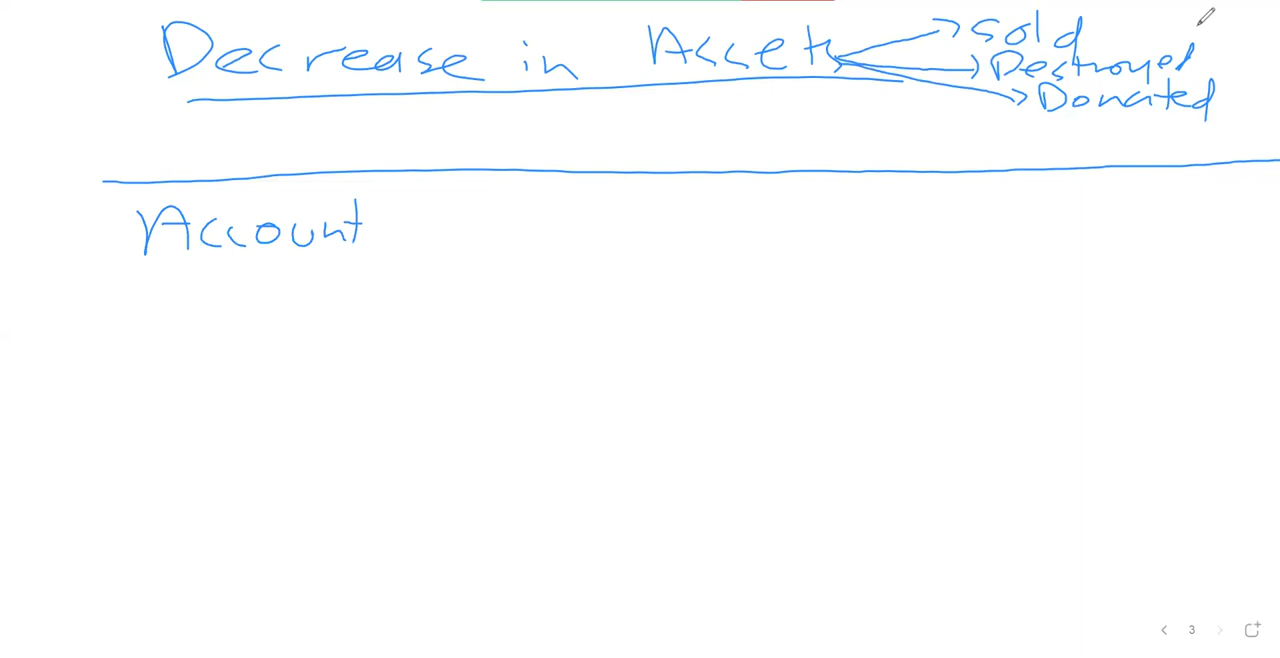 Decrease in Assets
Sold
Destroyed
Donated
Account
3